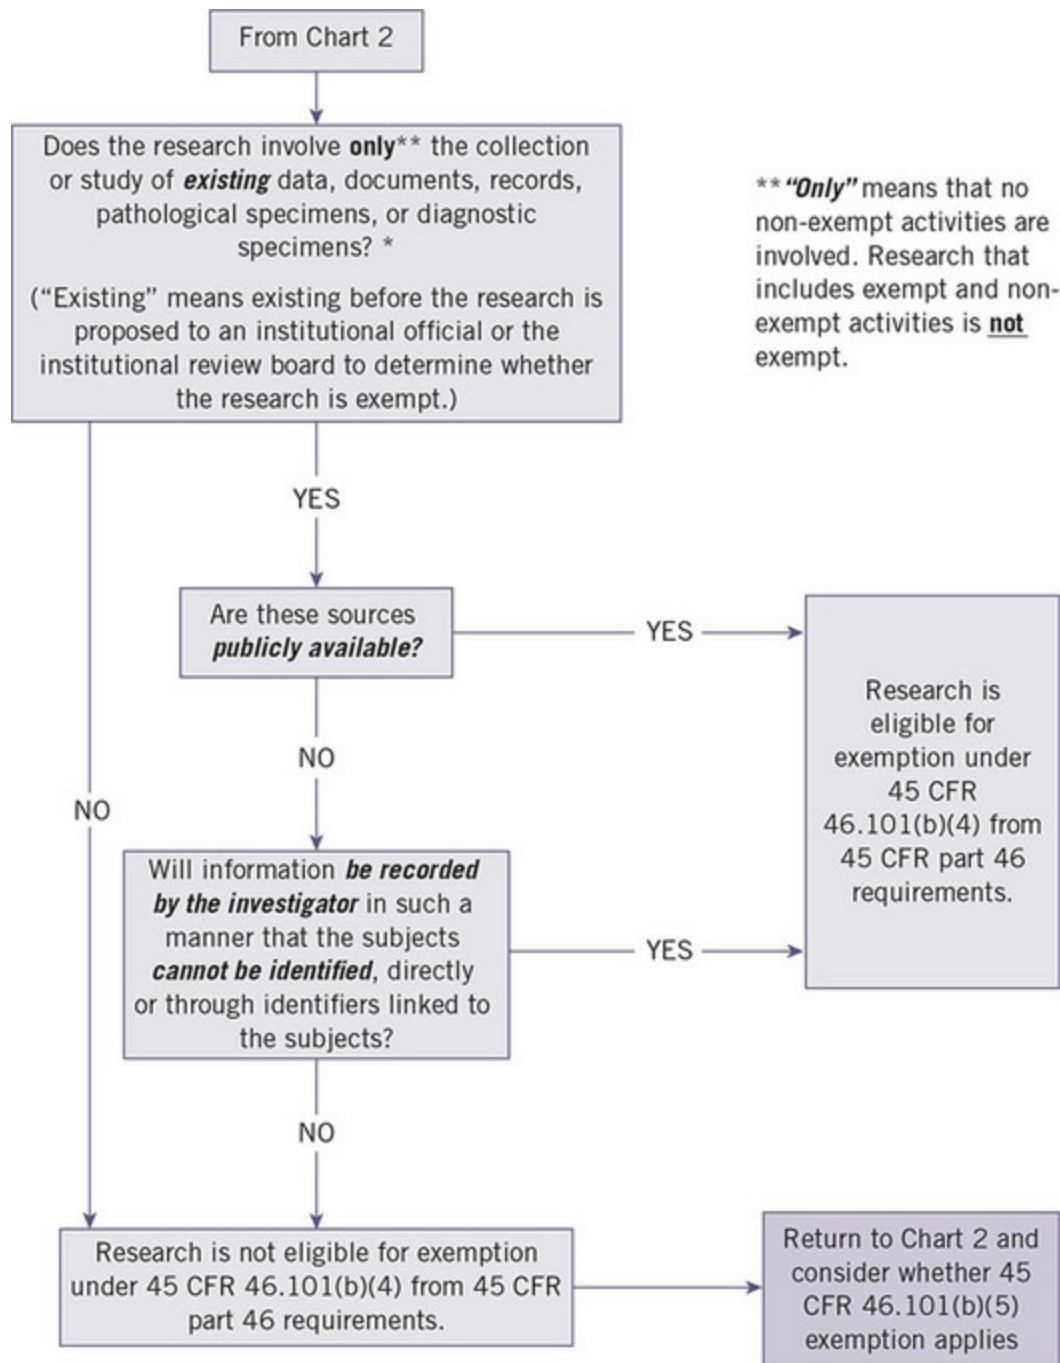 From Chart 2
Does the research involve only** the collection
or study of existing data, documents, records,
pathological specimens, or diagnostic
specimens? *
(“Existing” means existing before the research is
proposed to an institutional official or the
institutional review board to determine whether
the research is exempt.)
**“Only” means that no
non-exempt activities are
involved. Research that
includes exempt and non-
exempt activities is not
exempt.
YES
Are these sources
publicly available?
YES
Research is
eligible for
exemption under
45 CFR
46.101(b)(4) from
45 CFR part 46
requirements.
NO
NO
Will information be recorded
by the investigator in such a
manner that the subjects
cannot be identified, directly
or through identifiers linked to
the subjects?
YES
NO
Research is not eligible for exemption
under 45 CFR 46.101(b)(4) from 45 CFR
part 46 requirements.
Return to Chart 2 and
consider whether 45
CFR 46.101(b)(5)
exemption applies